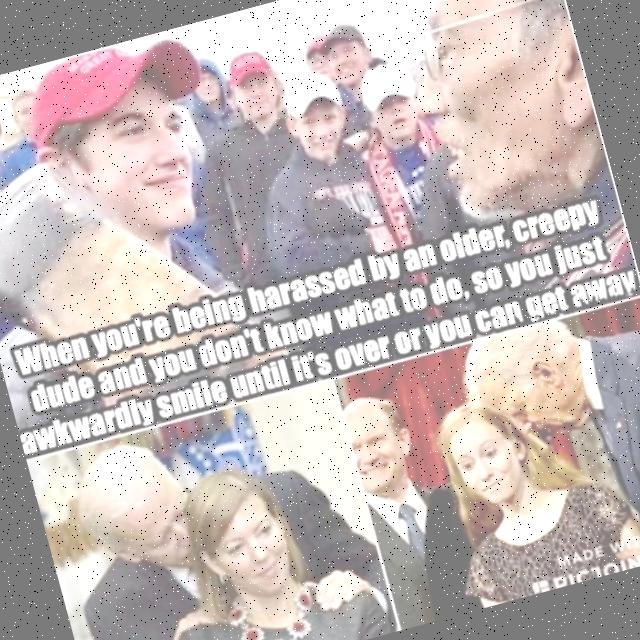 When you're being harassed by an older, creepy
dude and you don't know what to do, so you just
awkwardly smile until it's over or you can get away
MADE W